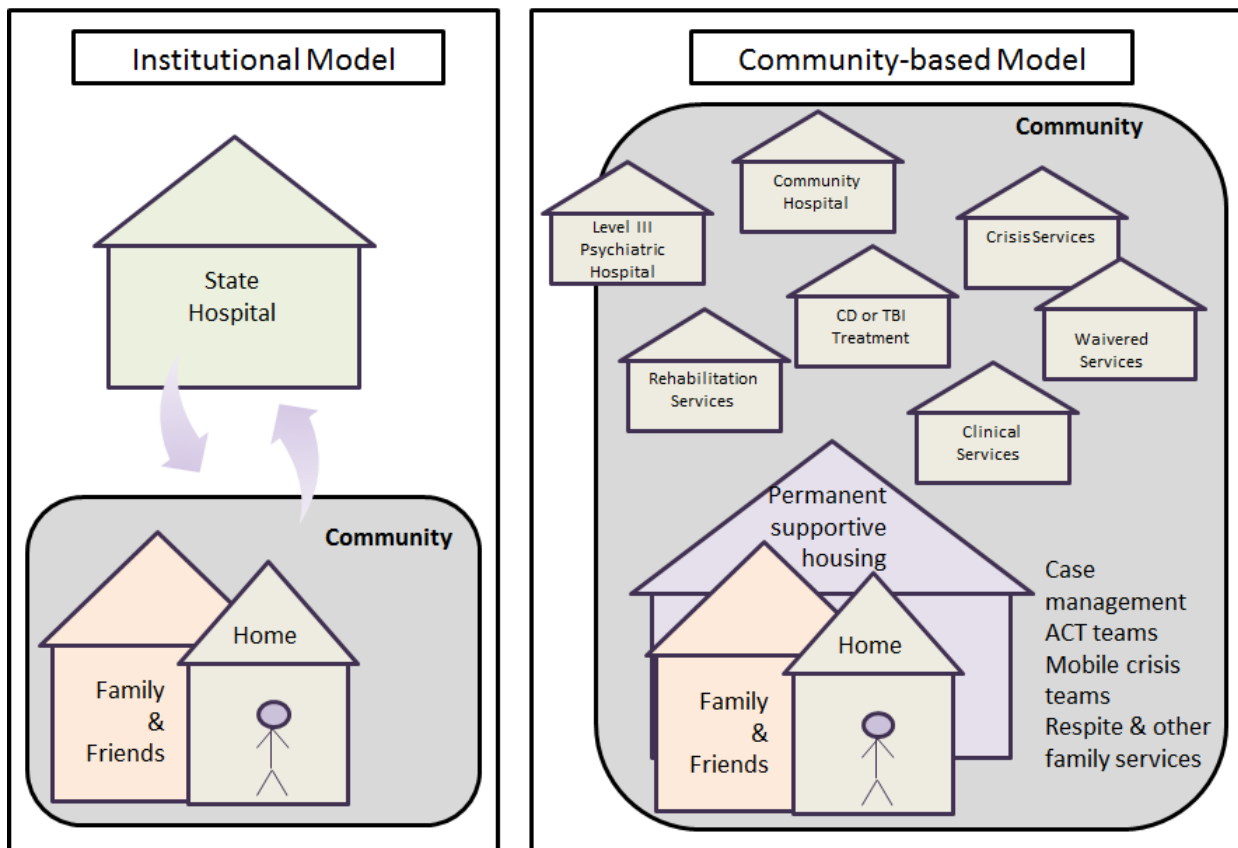 Institutional Model
State
Hospital
Community
Home
Family
&
Friends
Community-based Model
Community
Community
Hospital
Level III
Psychiatric
Hospital
Crisis Services
CD or TBI
Treatment
Waivered
Services
Rehabilitation
Services
Clinical
Services
Permanent
supportive
housing
Home
Family
&
Friends
Case
management
ACT teams
Mobile crisis
teams
Respite & other
family services